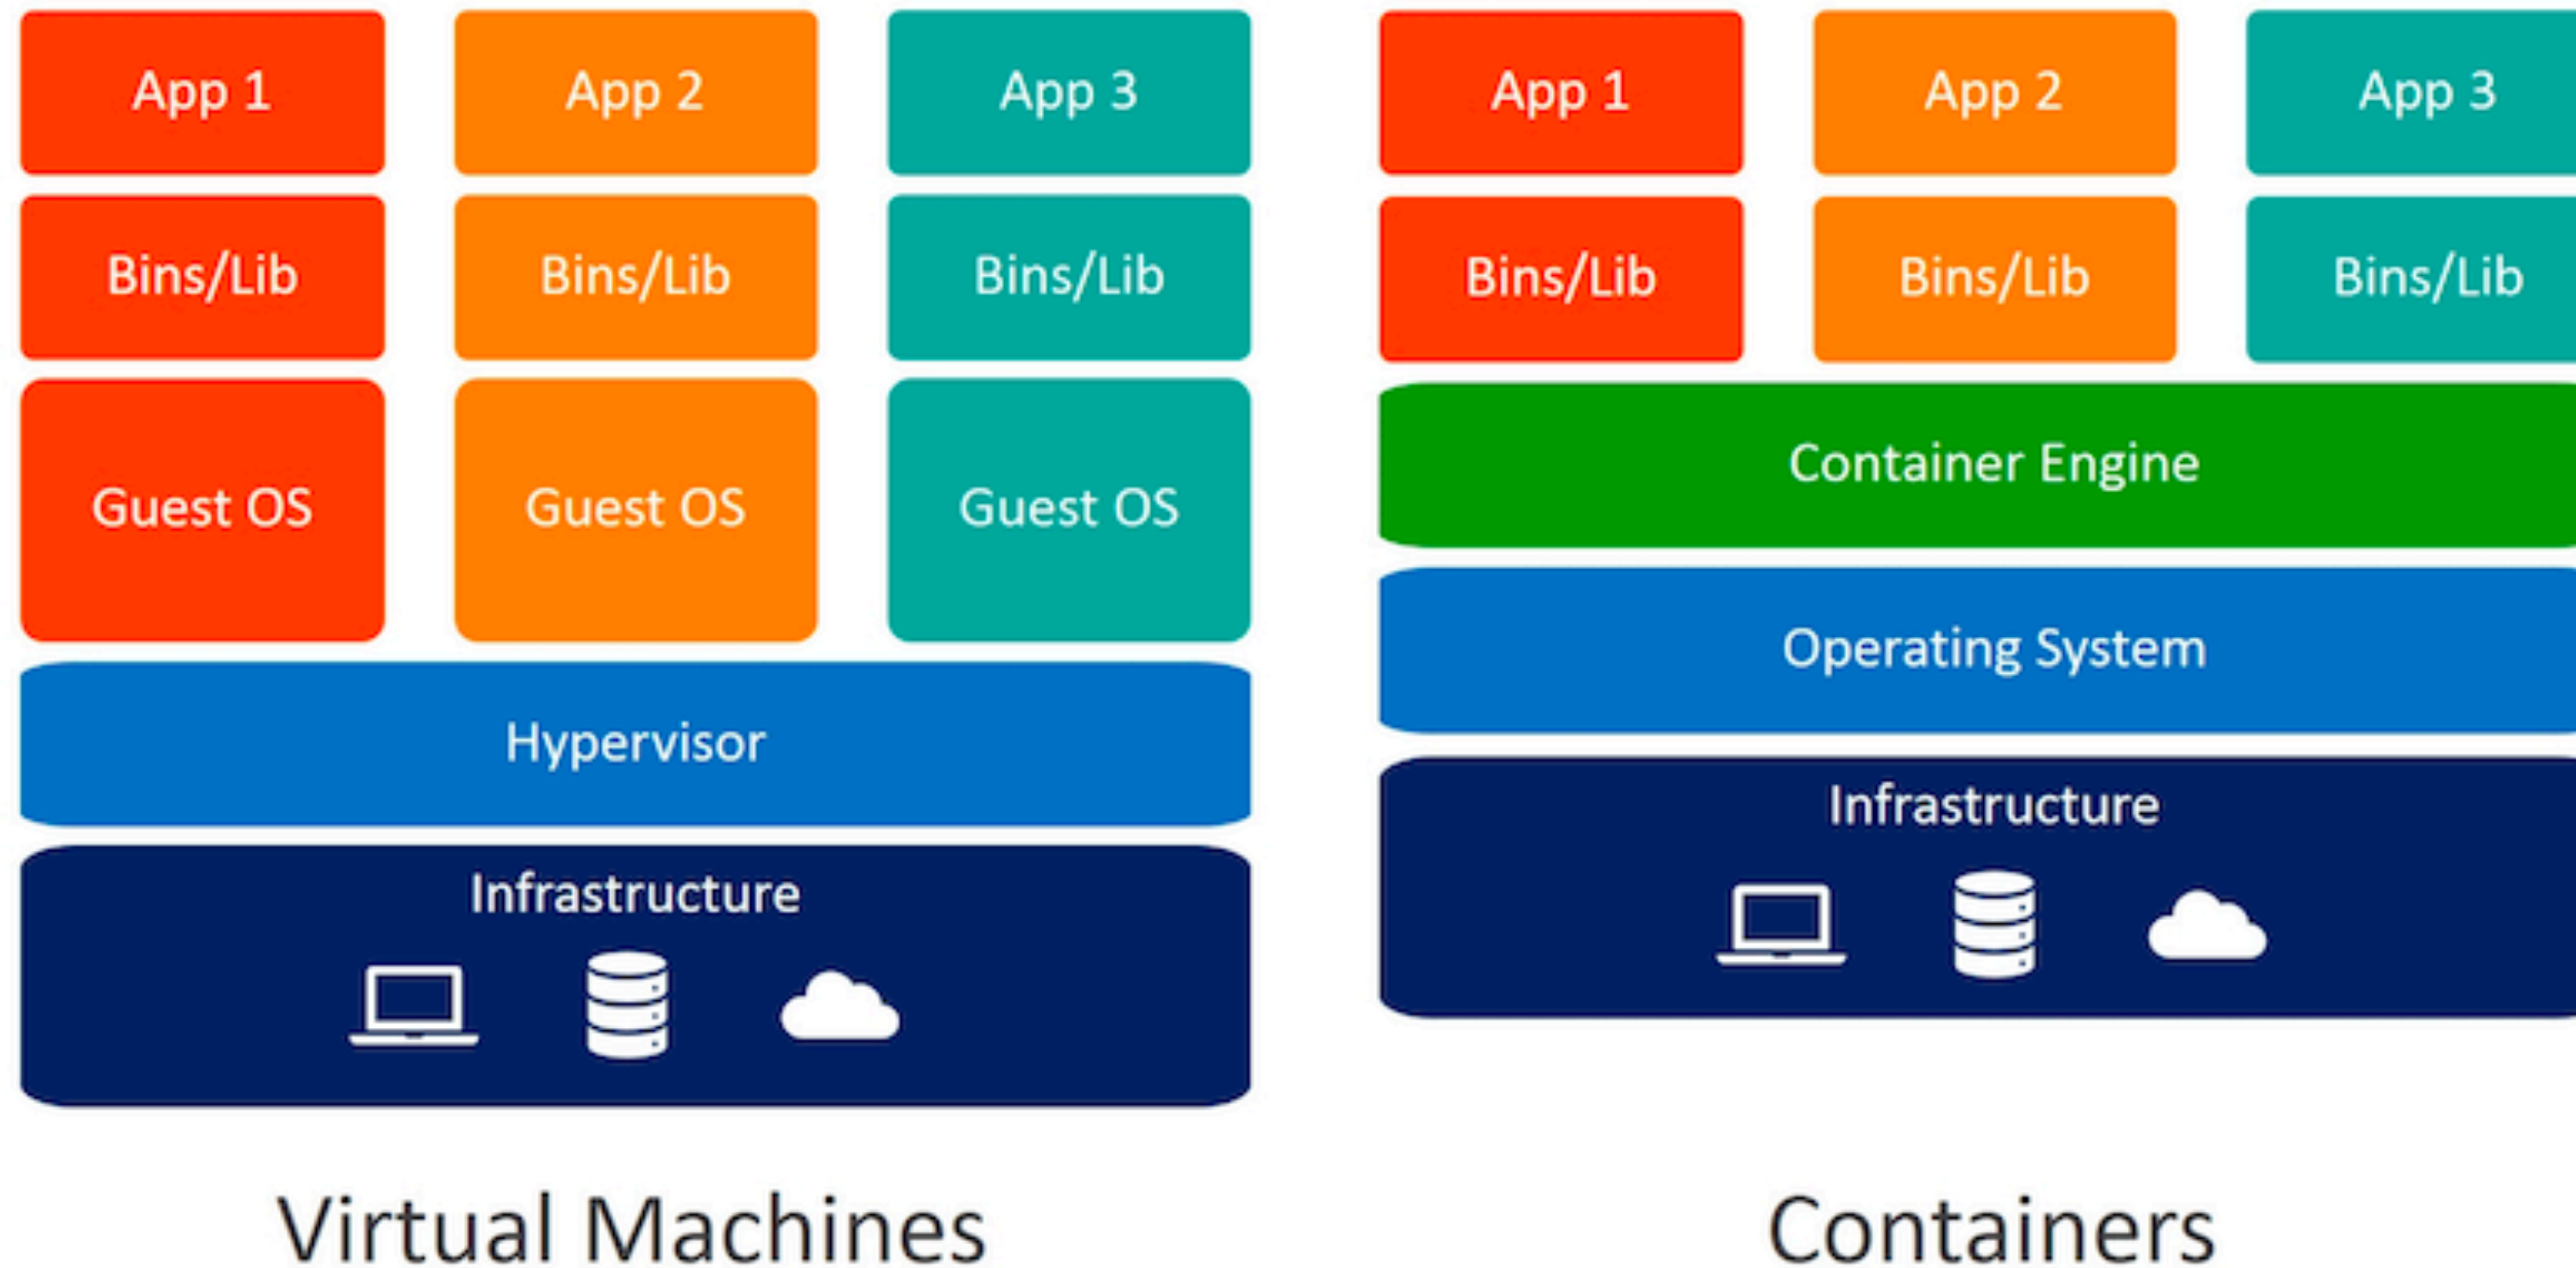 App 1
App 2
App 3
Bins/Lib
Bins/Lib
Bins/Lib
Guest OS
Guest OS
Guest OS
Hypervisor
Infrastructure
Virtual Machines
App 1
App 2
App 3
Bins/Lib
Bins/Lib
Bins/Lib
Container Engine
Operating System
Infrastructure
Containers